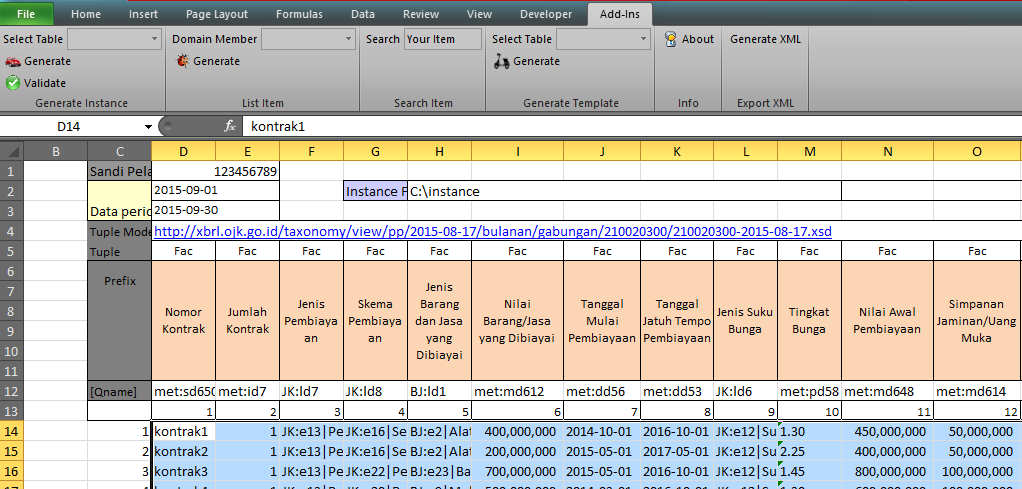 File Home Insert Page Layout Formulas Data Review View Developer Add-Ins
Select Table Domain Member Search Your Item Select Table About Generate XML
Generate Generate Generate
Validate
Generate Instance List Item Search Item Generate Template Info Export XML
D14 fx kontrak1
B C D E F G H I J K L M N O
1 Sandi Pela 123456789
2 2015-09-01 Instance F C:\instance
3 Data peric 2015-09-30
4 Tuple Mode http://xbrl.ojk.go.id/taxonomy/view/pp/2015-08-17/bulanan/gabungan/210020300/210020300-2015-08-17.xsd
5 Tuple Fac Fac Fac Fac Fac Fac Fac Fac Fac Fac Fac Fac
6 Prefix
7
8
9
10
11
Nomor Kontrak
Jumlah Kontrak
Jenis Pembiaya an
Skema Pembiaya an
Jenis Barang dan Jasa yang Dibiayai
Nilai Barang/Jasa yang Dibiayai
Tanggal Mulai Pembiayaan
Tanggal Jatuh Tempo Pembiayaan
Jenis Suku Bunga
Tingkat Bunga
Nilai Awal Pembiayaan
Simpanan Jaminan/Uang Muka
12 [Qname] met:sd650 met:id7 JK:ld7 JK:ld8 BJ:ld1 met:md612 met:dd56 met:dd53 JK:ld6 met:pd58 met:md648 met:md614
13 1 2 3 4 5 6 7 8 9 10 11 12
14 1 kontrak1 1 JK:e13|Pe JK:e16|Se BJ:e2|Alat 400,000,000 2014-10-01 2016-10-01 JK:e12|Su 1.30 450,000,000 50,000,000
15 2 kontrak2 1 JK:e13|Pe JK:e16|Se BJ:e2|Alat 200,000,000 2015-05-01 2017-05-01 JK:e12|Su 2.25 400,000,000 50,000,000
16 3 kontrak3 1 JK:e13|Pe JK:e22|Pe BJ:e23|Ba 700,000,000 2015-05-01 2016-10-01 JK:e12|Su 1.45 800,000,000 100,000,000